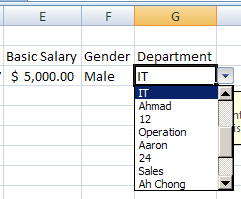 E F G
Basic Salary Gender Department
$ 5,000.00 Male IT
IT
Ahmad
12
Operation
Aaron
24
Sales
Ah Chong